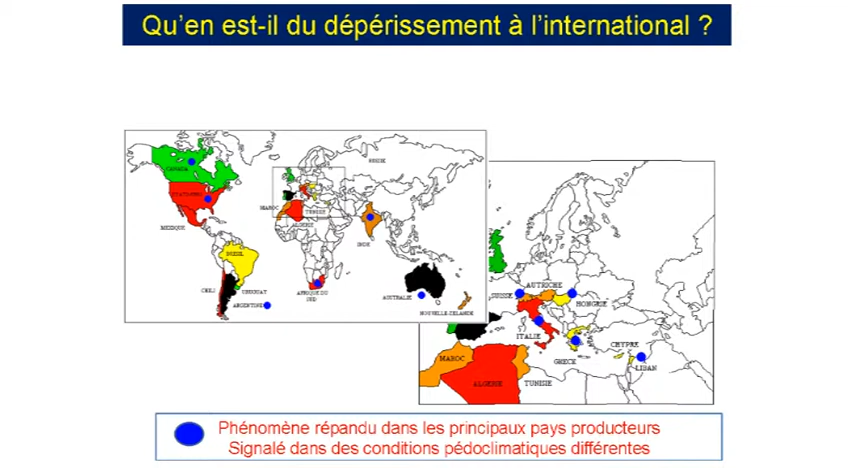 Qu'en est-il du dépérissement à l'international ?
CANADA
RUSSIE
ETATS-UNIS
MAROC
TUNISIE
ALGERIE
MEXIQUE
INDE
BRESIL
CHILI
URUGUAY
ARGENTINE
AFRIQUE DU
SUD
AUSTRALIE
NOUVELLE-ZELANDE
AUTRICHE
SUISSE
HONGRIE
ITALIE
CHYPRE
GRECE
LIBAN
MAROC
ALGERIE
TUNISIE
Phénomène répandu dans les principaux pays producteurs
Signalé dans des conditions pédoclimatiques différentes